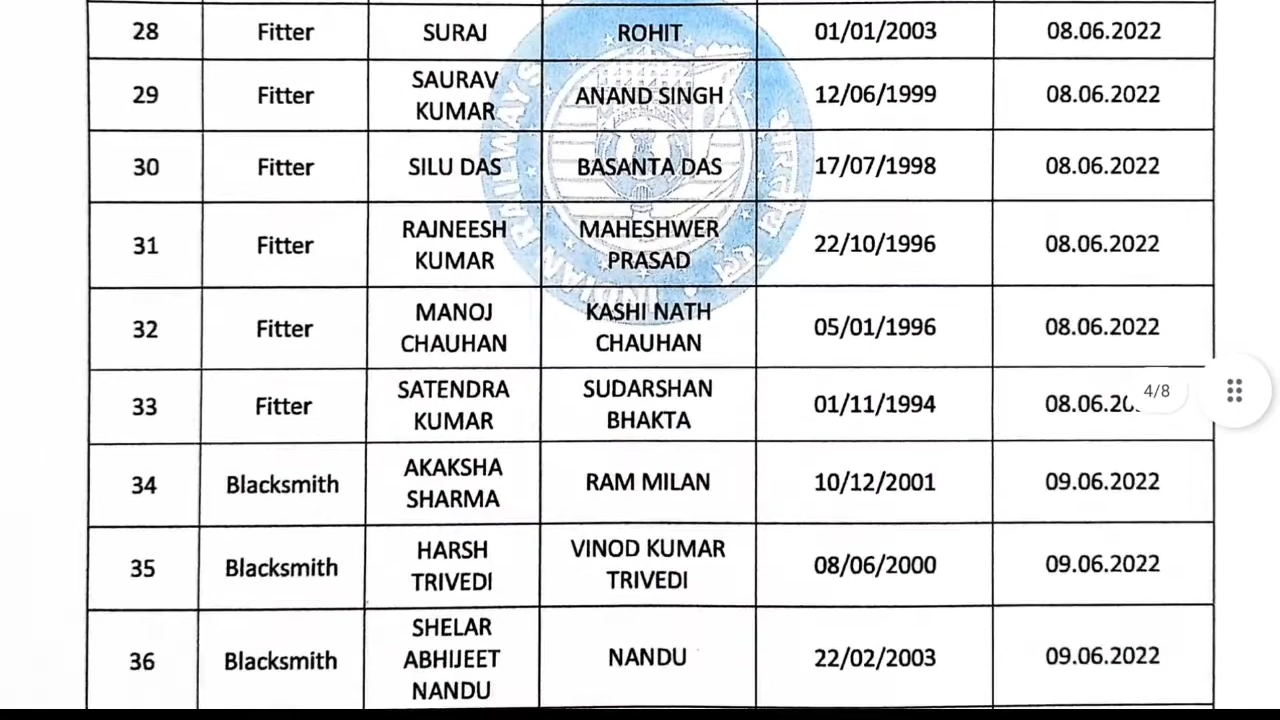 28 Fitter SURAJ ROHIT 01/01/2003 08.06.2022
29 Fitter SAURAV KUMAR ANAND SINGH 12/06/1999 08.06.2022
30 Fitter SILU DAS BASANTA DAS 17/07/1998 08.06.2022
31 Fitter RAJNEESH KUMAR MAHESHWER PRASAD 22/10/1996 08.06.2022
32 Fitter MANOJ CHAUHAN KASHI NATH CHAUHAN 05/01/1996 08.06.2022
33 Fitter SATENDRA KUMAR SUDARSHAN BHAKTA 01/11/1994 08.06.20
4/8
34 Blacksmith AKAKSHA SHARMA RAM MILAN 10/12/2001 09.06.2022
35 Blacksmith HARSH TRIVEDI VINOD KUMAR TRIVEDI 08/06/2000 09.06.2022
36 Blacksmith SHELAR ABHIJEET NANDU NANDU 22/02/2003 09.06.2022
INDIAN RAILWAYS
भारतीय रेल